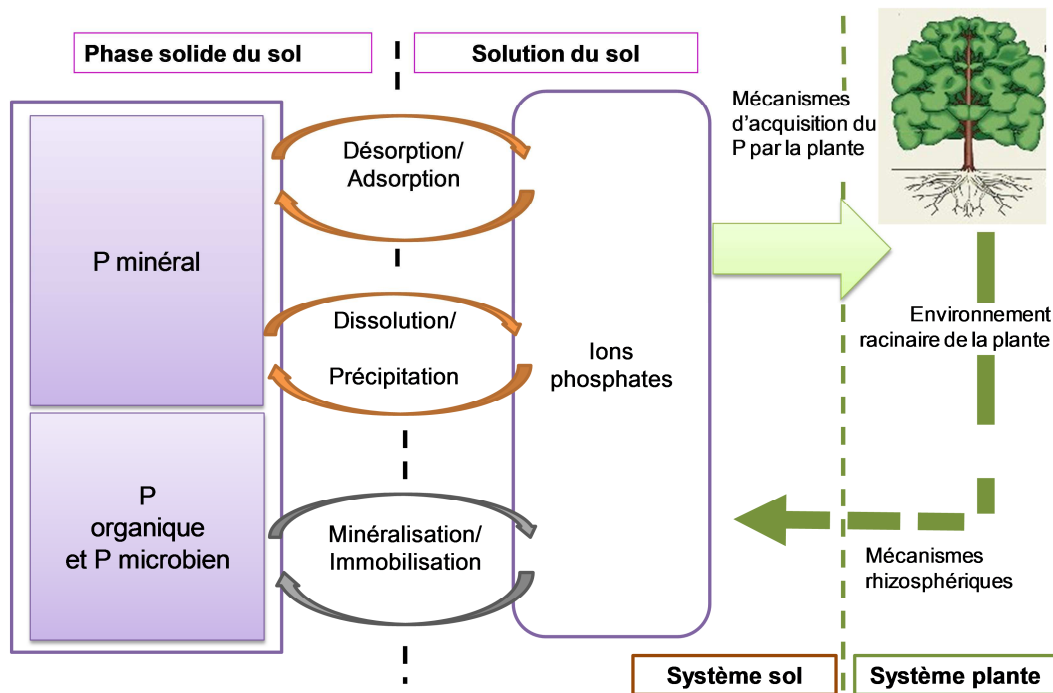 Phase solide du sol
Solution du sol
Mécanismes
d'acquisition du
P par la plante
Désorption/
Adsorption
P minéral
Dissolution/
Précipitation
Ions
phosphates
Environnement
racinaire de la plante
P
organique
et P microbien
Minéralisation/
Immobilisation
Mécanismes
rhizosphériques
Système sol
Système plante